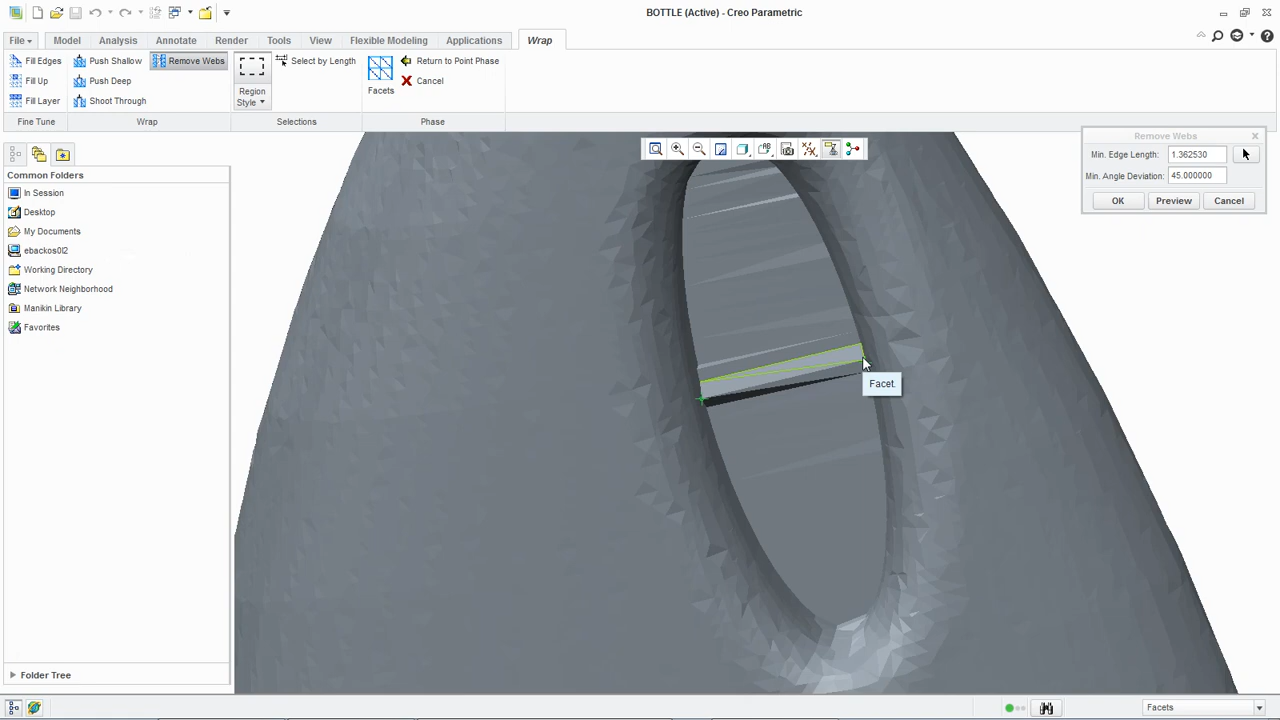 BOTTLE (Active) - Creo Parametric
File
Model
Analysis
Annotate
Render
Tools
View
Flexible Modeling
Applications
Wrap
Fill Edges
Push Shallow
Remove Webs
Select by Length
Return to Point Phase
Fill Up
Push Deep
Region
Style
Facets
Cancel
Fill Layer
Shoot Through
Fine Tune
Wrap
Selections
Phase
Remove Webs
Min. Edge Length: 1.362530
Min. Angle Deviation: 45.000000
OK
Preview
Cancel
Common Folders
In Session
Desktop
My Documents
ebackos0l2
Working Directory
Network Neighborhood
Manikin Library
Favorites
Facet.
Folder Tree
Facets